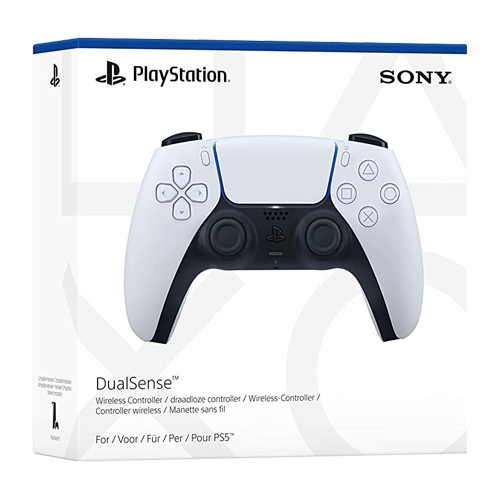 PlayStation.
SONY
DualSense™
Wireless Controller / draadloze controller / Wireless-Controller /
Controller wireless / Manette sans fil
For / Voor / Für / Per / Pour PS5™